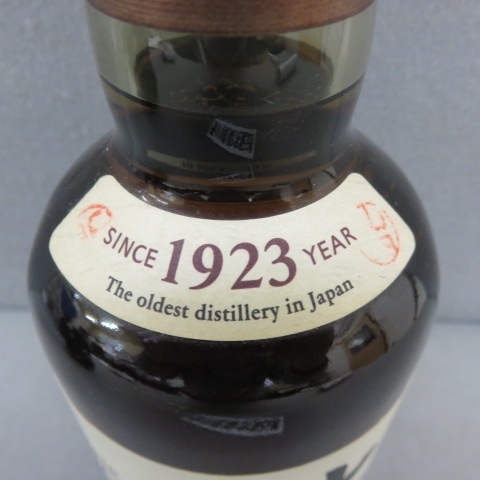 SINCE 1923 YEAR
The oldest distillery in Japan